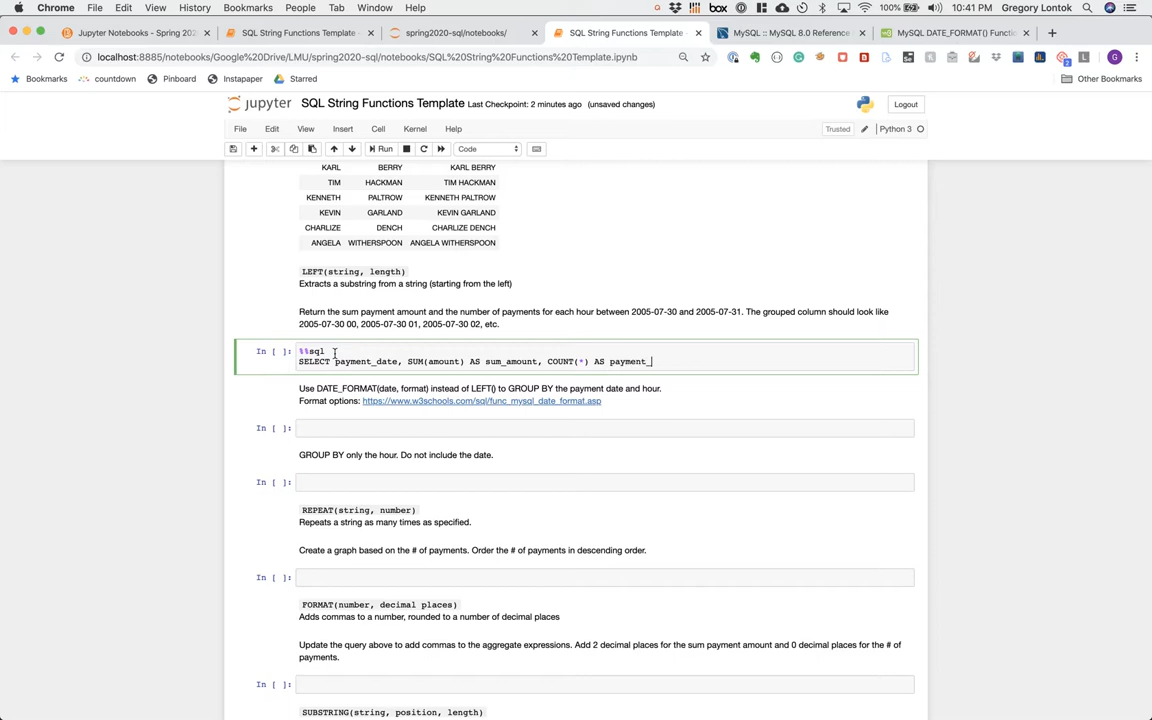 Chrome File Edit View History Bookmarks People Tab Window Help 100% Thu 10:41 PM Gregory Lontok
Jupyter Notebooks - Spring 202 SQL String Functions Template - spring2020-sql/notebooks/ SQL String Functions Template - MySQL :: MySQL 8.0 Reference MySQL DATE_FORMAT() Functi
localhost:8885/notebooks/Google%20Drive/LMU/spring2020-sql/notebooks/SQL%20String%20Functions%20Template.ipynb
Bookmarks countdown Pinboard Instapaper Starred Other Bookmarks
jupyter SQL String Functions Template Last Checkpoint: 2 minutes ago (unsaved changes) Logout
File Edit View Insert Cell Kernel Help Trusted Python 3
Run Code
KARL BERRY KARL BERRY
TIM HACKMAN TIM HACKMAN
KENNETH PALTROW KENNETH PALTROW
KEVIN GARLAND KEVIN GARLAND
CHARLIZE DENCH CHARLIZE DENCH
ANGELA WITHERSPOON ANGELA WITHERSPOON
LEFT(string, length)
Extracts a substring from a string (starting from the left)
Return the sum payment amount and the number of payments for each hour between 2005-07-30 and 2005-07-31. The grouped column should look like
2005-07-30 00, 2005-07-30 01, 2005-07-30 02, etc.
In [ ]: %%sql
SELECT payment_date, SUM(amount) AS sum_amount, COUNT(*) AS payment_
Use DATE_FORMAT(date, format) instead of LEFT() to GROUP BY the payment date and hour.
Format options: https://www.w3schools.com/sql/func_mysql_date_format.asp
In [ ]:
GROUP BY only the hour. Do not include the date.
In [ ]:
REPEAT(string, number)
Repeats a string as many times as specified.
Create a graph based on the # of payments. Order the # of payments in descending order.
In [ ]:
FORMAT(number, decimal places)
Adds commas to a number, rounded to a number of decimal places
Update the query above to add commas to the aggregate expressions. Add 2 decimal places for the sum payment amount and 0 decimal places for the # of
payments.
In [ ]:
SUBSTRING(string, position, length)